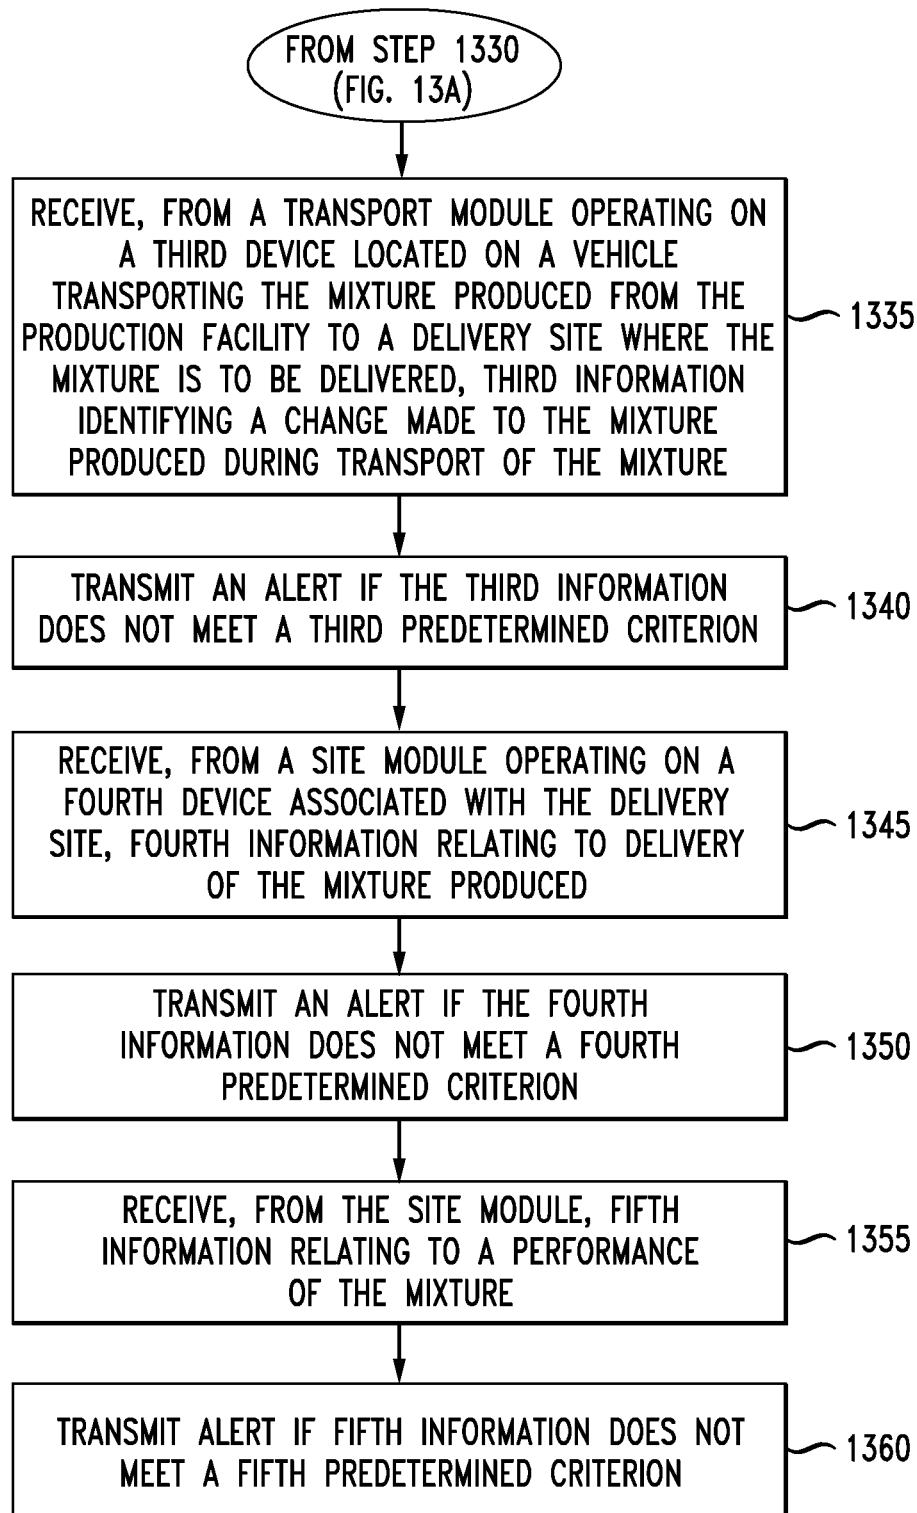 FROM STEP 1330
(FIG. 13A)
RECEIVE, FROM A TRANSPORT MODULE OPERATING ON
A THIRD DEVICE LOCATED ON A VEHICLE
TRANSPORTING THE MIXTURE PRODUCED FROM THE
PRODUCTION FACILITY TO A DELIVERY SITE WHERE THE
MIXTURE IS TO BE DELIVERED, THIRD INFORMATION
IDENTIFYING A CHANGE MADE TO THE MIXTURE
PRODUCED DURING TRANSPORT OF THE MIXTURE
1335
TRANSMIT AN ALERT IF THE THIRD INFORMATION
DOES NOT MEET A THIRD PREDETERMINED CRITERION
1340
RECEIVE, FROM A SITE MODULE OPERATING ON A
FOURTH DEVICE ASSOCIATED WITH THE DELIVERY
SITE, FOURTH INFORMATION RELATING TO DELIVERY
OF THE MIXTURE PRODUCED
1345
TRANSMIT AN ALERT IF THE FOURTH
INFORMATION DOES NOT MEET A FOURTH
PREDETERMINED CRITERION
1350
RECEIVE, FROM THE SITE MODULE, FIFTH
INFORMATION RELATING TO A PERFORMANCE
OF THE MIXTURE
1355
TRANSMIT ALERT IF FIFTH INFORMATION DOES NOT
MEET A FIFTH PREDETERMINED CRITERION
1360